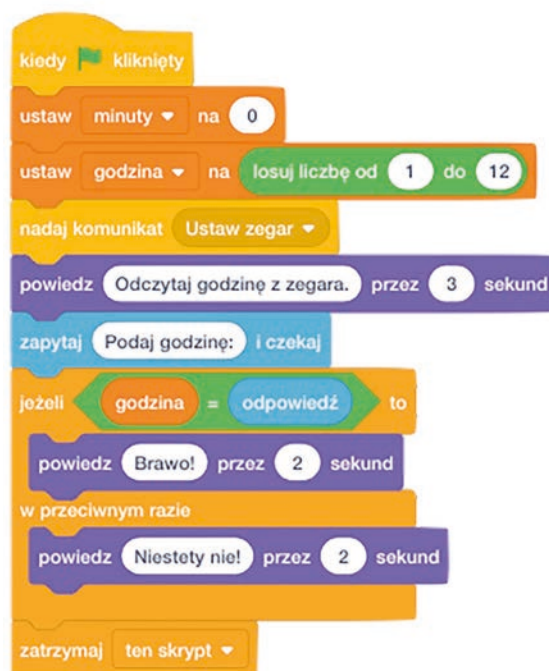 kiedy kliknięty
ustaw minuty na 0
ustaw godzina na losuj liczbę od 1 do 12
nadaj komunikat Ustaw zegar
powiedz Odczytaj godzinę z zegara. przez 3 sekund
zapytaj Podaj godzinę: i czekaj
jeżeli godzina = odpowiedź to
powiedz Brawo! przez 2 sekund
w przeciwnym razie
powiedz Niestety nie! przez 2 sekund
zatrzymaj ten skrypt